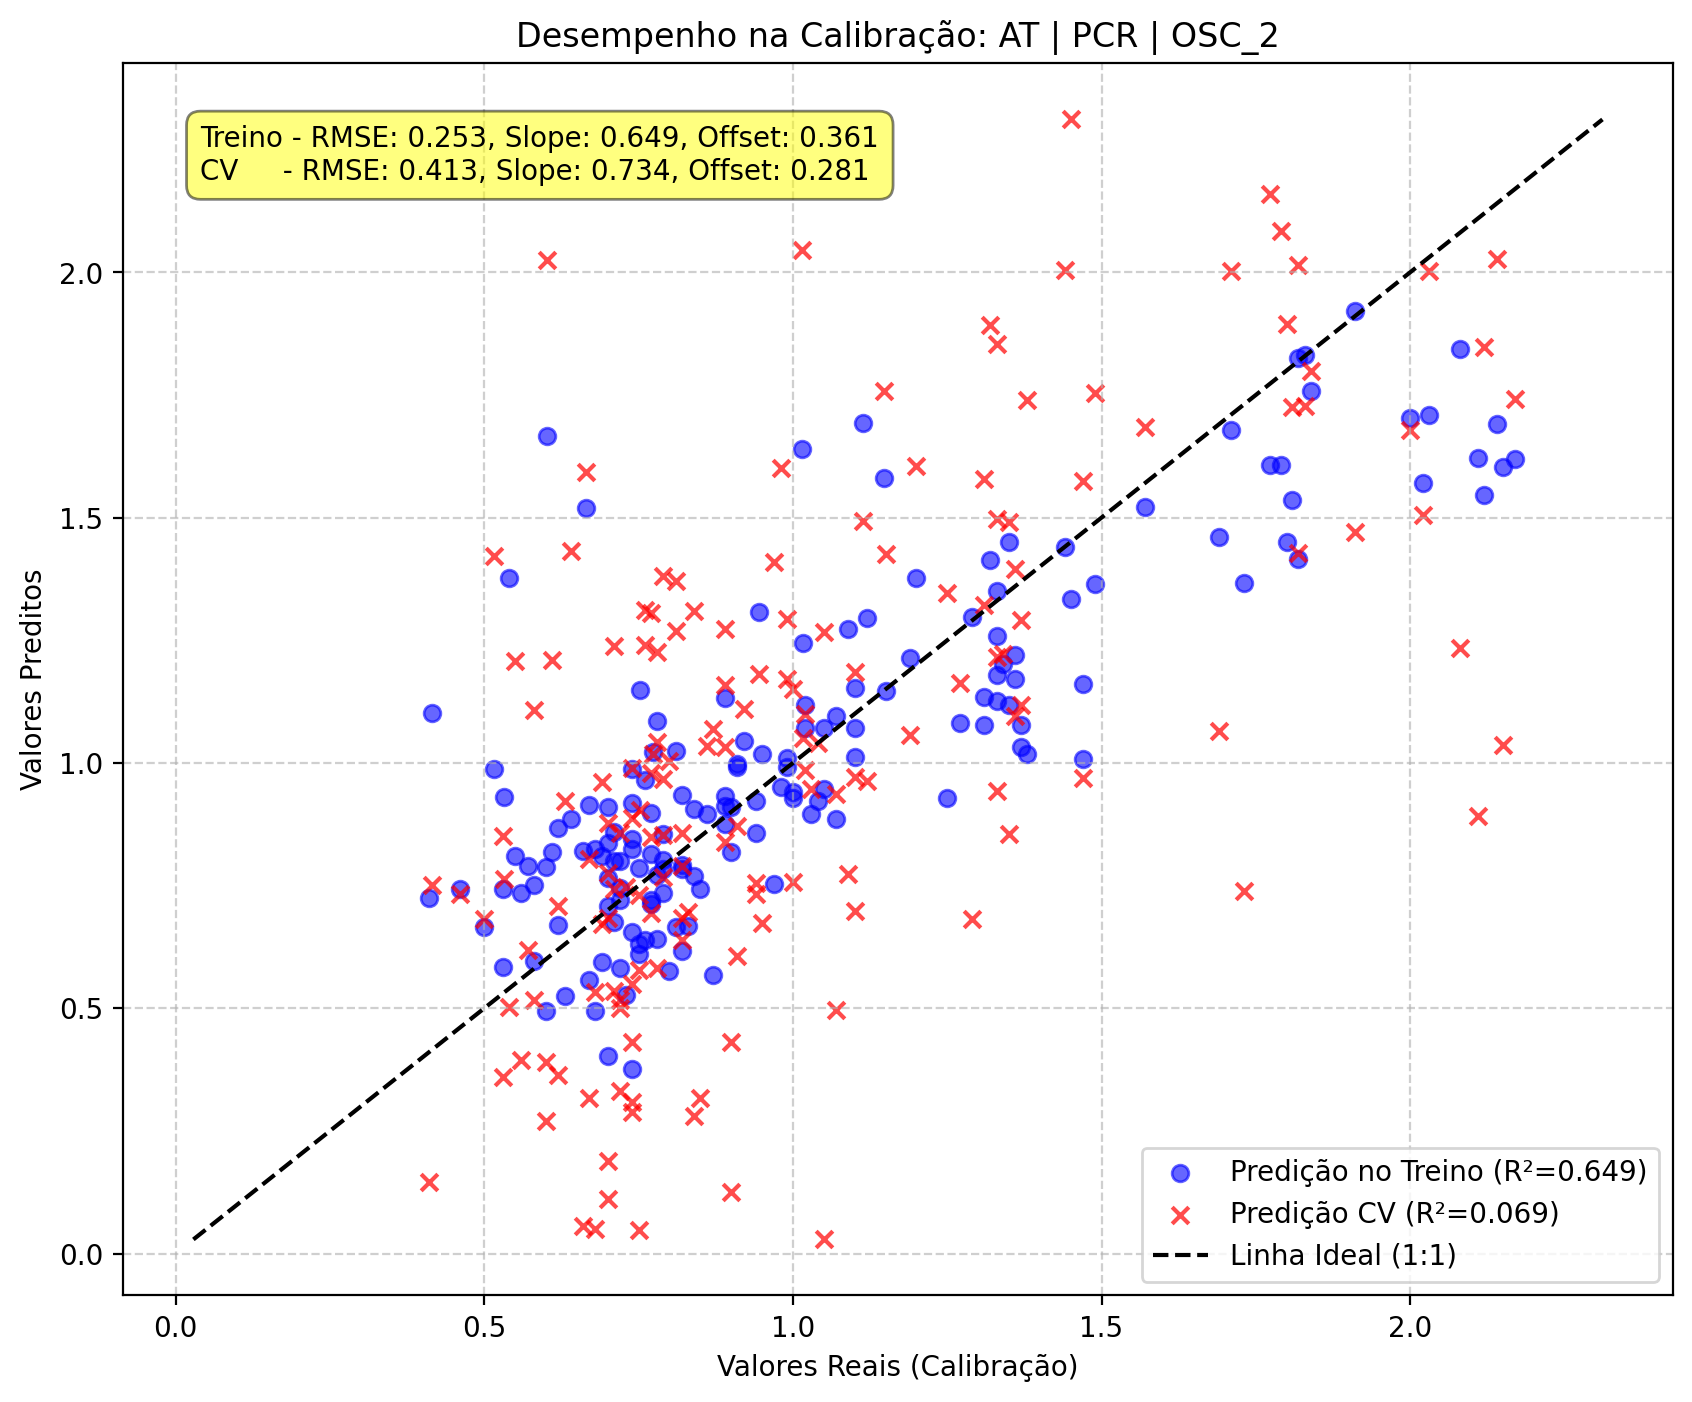 Desempenho na Calibração: AT | PCR | OSC_2
Treino - RMSE: 0.253, Slope: 0.649, Offset: 0.361
CV     - RMSE: 0.413, Slope: 0.734, Offset: 0.281
Valores Preditos
2.0
1.5
1.0
0.5
0.0
Predição no Treino (R²=0.649)
Predição CV (R²=0.069)
Linha Ideal (1:1)
0.0 0.5 1.0 1.5 2.0
Valores Reais (Calibração)